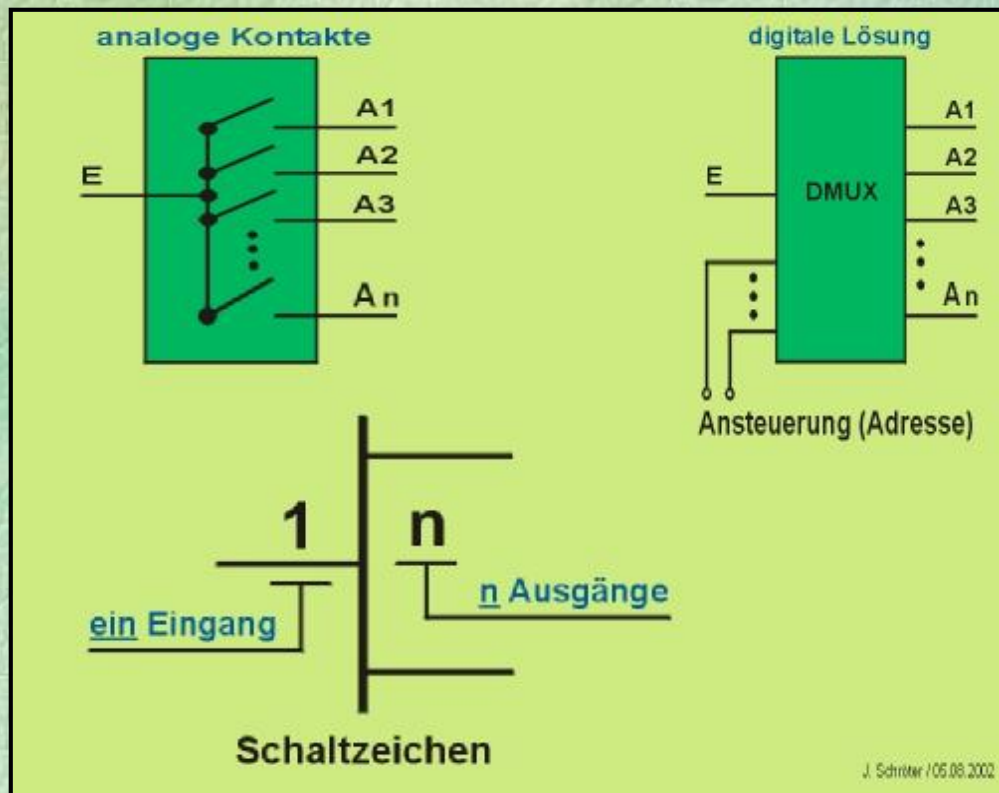 analoge Kontakte
E
A1
A2
A3
An
digitale Lösung
E
DMUX
A1
A2
A3
An
Ansteuerung (Adresse)
1
n
ein Eingang
n Ausgänge
Schaltzeichen
J. Schröter / 05.08.2002